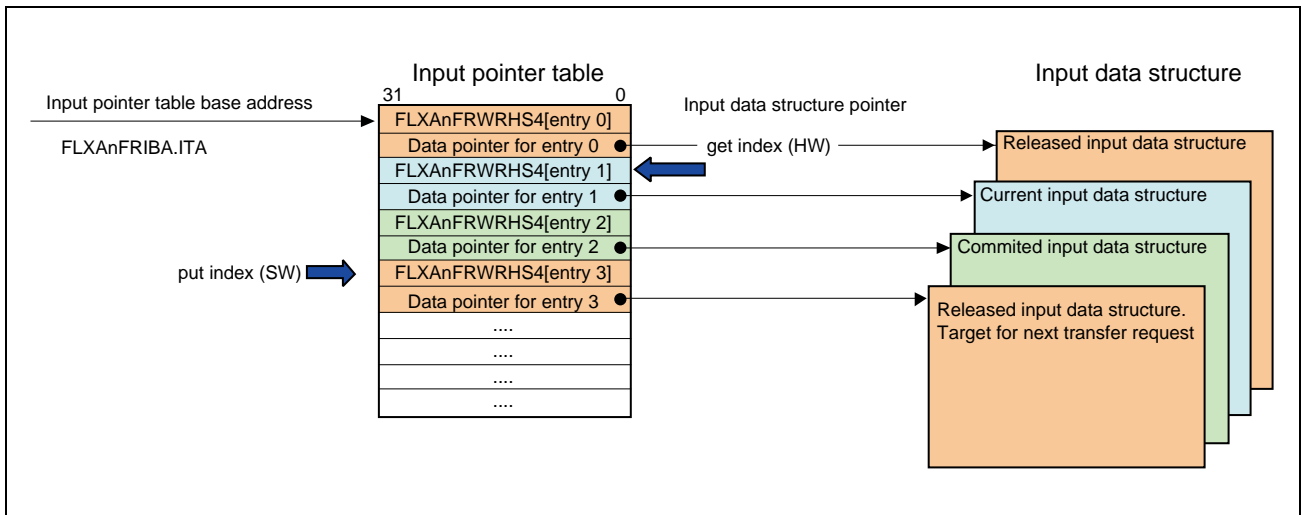 Input pointer table
Input data structure
31
0
Input pointer table base address
Input data structure pointer
FLXAnFRIBA.ITA
FLXAnFRWRHS4[entry 0]
Data pointer for entry 0
get index (HW)
Released input data structure
FLXAnFRWRHS4[entry 1]
Data pointer for entry 1
Current input data structure
FLXAnFRWRHS4[entry 2]
Data pointer for entry 2
Commited input data structure
put index (SW)
FLXAnFRWRHS4[entry 3]
Data pointer for entry 3
Released input data structure.
Target for next transfer request
....
....
....
....